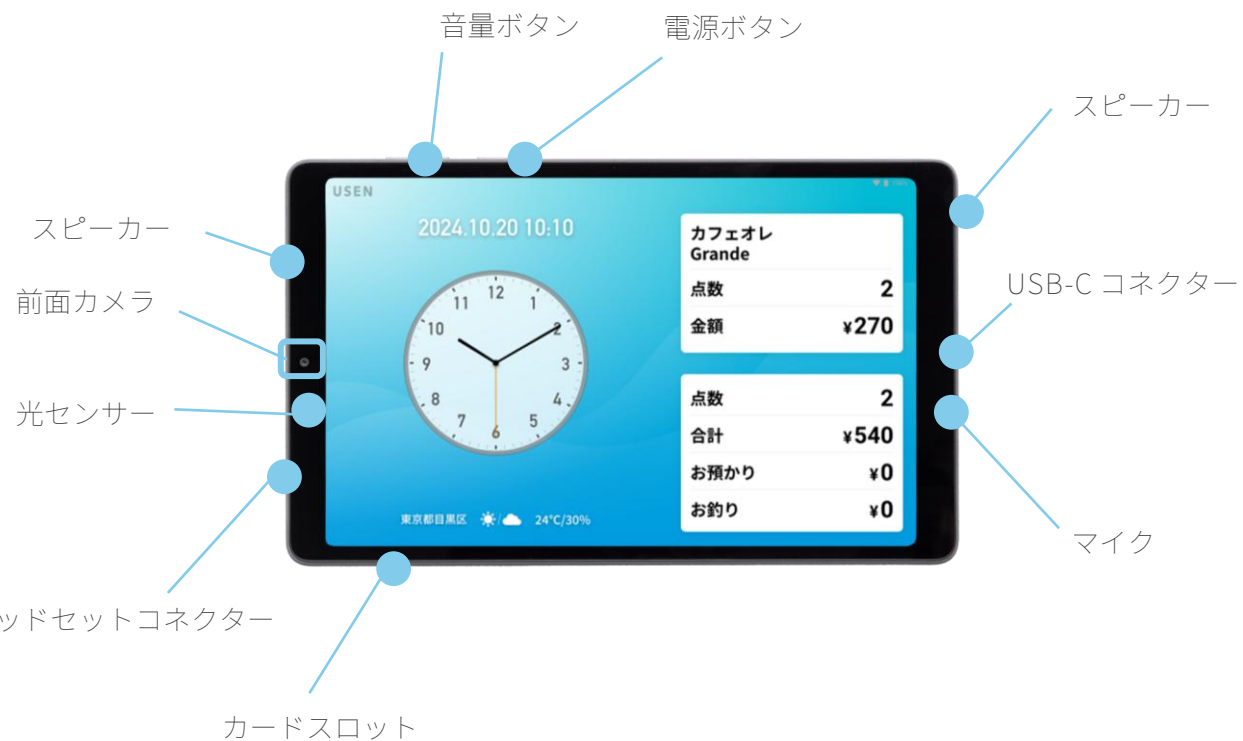 音量ボタン
電源ボタン
スピーカー
スピーカー
前面カメラ
光センサー
ッドセットコネクター
カードスロット
USB-C コネクター
マイク
USEN
2024.10.20 10:10
12
1
2
3
4
5
6
7
8
9
10
11
東京都目黒区 / 24°C/30%
カフェオレ
Grande
点数 2
金額 ¥270
点数 2
合計 ¥540
お預かり ¥0
お釣り ¥0